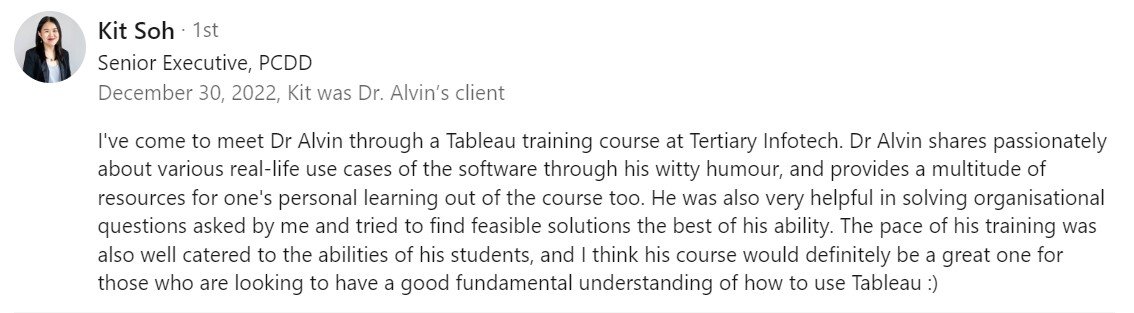 Kit Soh · 1st
Senior Executive, PCDD
December 30, 2022, Kit was Dr. Alvin's client
I've come to meet Dr Alvin through a Tableau training course at Tertiary Infotech. Dr Alvin shares passionately
about various real-life use cases of the software through his witty humour, and provides a multitude of
resources for one's personal learning out of the course too. He was also very helpful in solving organisational
questions asked by me and tried to find feasible solutions the best of his ability. The pace of his training was
also well catered to the abilities of his students, and I think his course would definitely be a great one for
those who are looking to have a good fundamental understanding of how to use Tableau :)